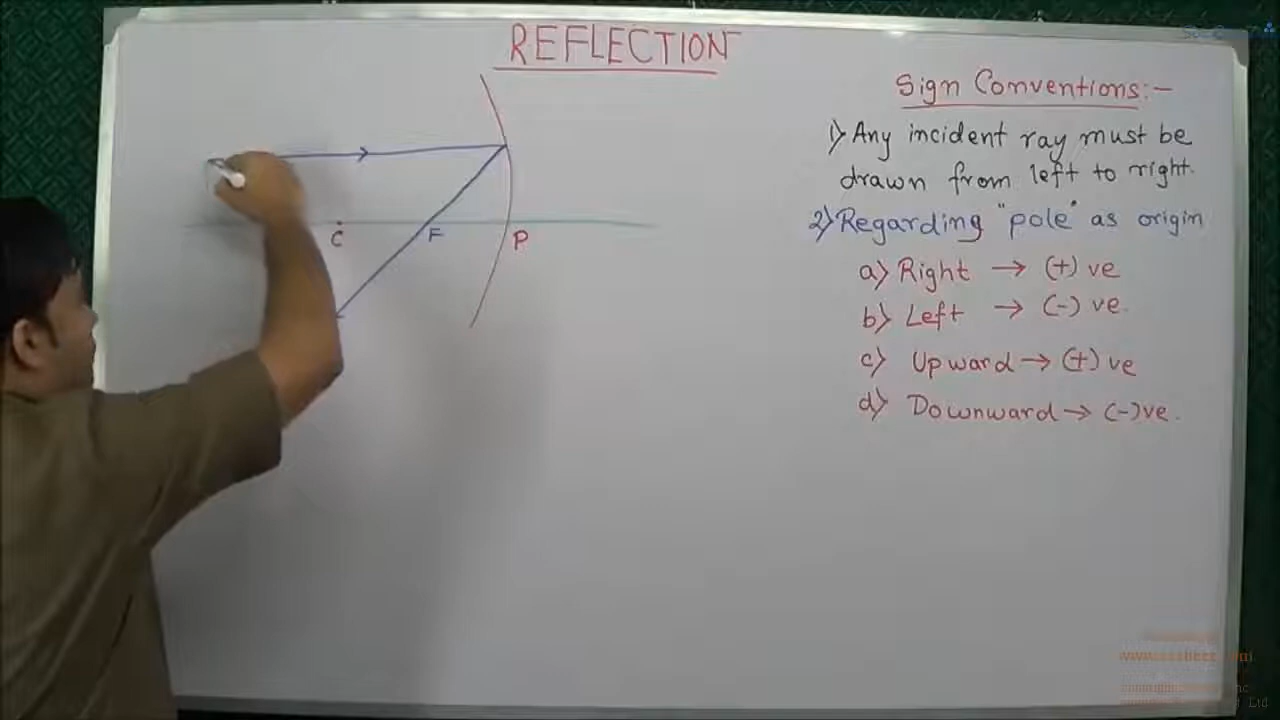 REFLECTION
Sign Conventions:-
1) Any incident ray must be
drawn from left to right.
2) Regarding "pole" as origin
a) Right → (+) ve
b) Left → (-) ve.
c) Upward → (+) ve
d) Downward → (-)ve.
C F P